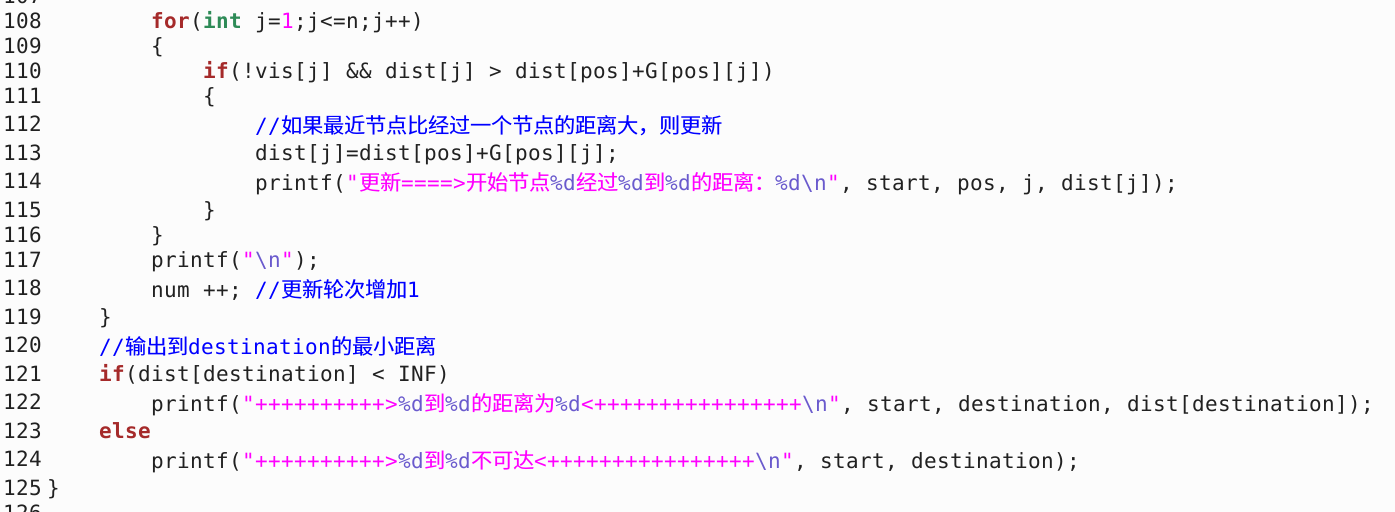 108        for(int j=1;j<=n;j++)
109        {
110            if(!vis[j] && dist[j] > dist[pos]+G[pos][j])
111            {
112                //如果最近节点比经过一个节点的距离大，则更新
113                dist[j]=dist[pos]+G[pos][j];
114                printf("更新====>开始节点%d经过%d到%d的距离：%d\n", start, pos, j, dist[j]);
115            }
116        }
117        printf("\n");
118        num ++; //更新轮次增加1
119    }
120    //输出到destination的最小距离
121    if(dist[destination] < INF)
122        printf("++++++++++>%d到%d的距离为%d<++++++++++++++++\n", start, destination, dist[destination]);
123    else
124        printf("++++++++++>%d到%d不可达<++++++++++++++++\n", start, destination);
125}